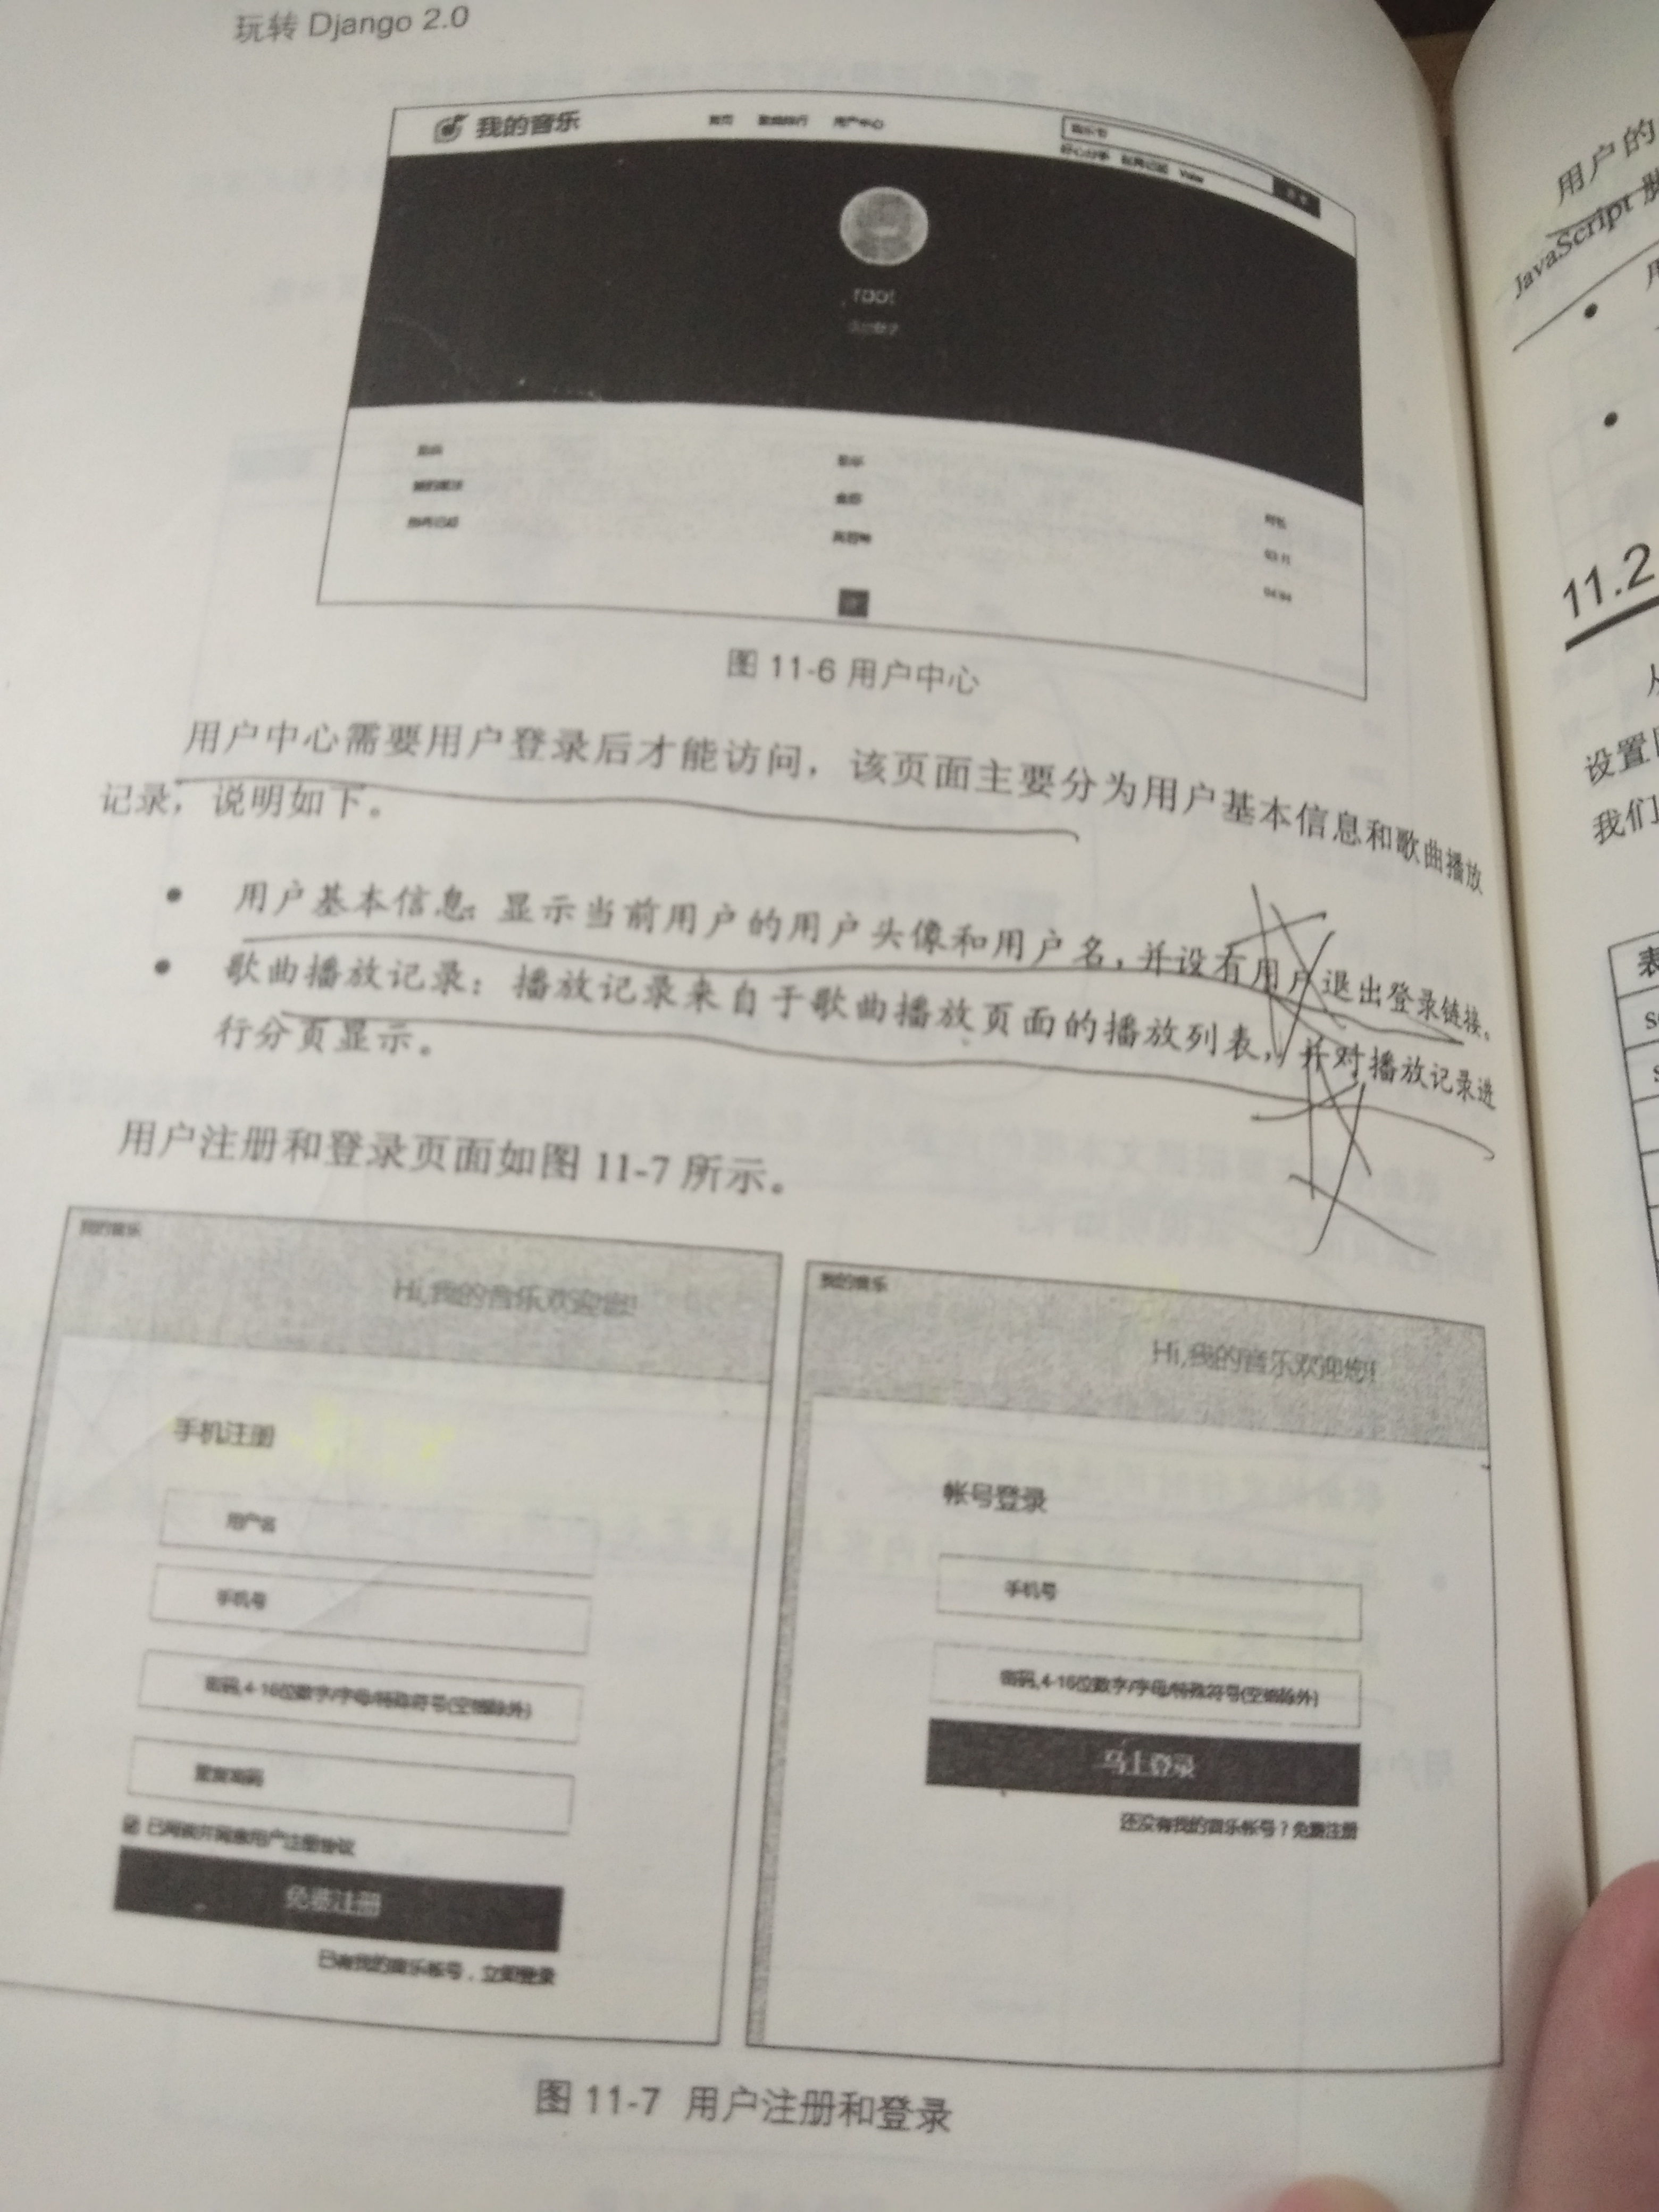 玩转 Django 2.0
我的音乐
首页 歌曲排行 用户中心
root
图 11-6 用户中心
用户中心需要用户登录后才能访问，该页面主要分为用户基本信息和歌曲播放
记录，说明如下。
● 用户基本信息：显示当前用户的用户头像和用户名，并设有用户退出登录链接。
● 歌曲播放记录：播放记录来自于歌曲播放页面的播放列表，并对播放记录进
行分页显示。
用户注册和登录页面如图 11-7 所示。
我的音乐
Hi,我的音乐欢迎您!
手机注册
用户名
手机号
密码,4-16位数字/字母/特殊符号(空格除外)
重复密码
已阅读并同意用户注册协议
免费注册
已有我的音乐帐号，立即登录
我的音乐
Hi,我的音乐欢迎您!
帐号登录
手机号
密码,4-16位数字/字母/特殊符号(空格除外)
马上登录
还没有我的音乐帐号？免费注册
图 11-7 用户注册和登录
用户的
JavaScript
11.2
设置
我们